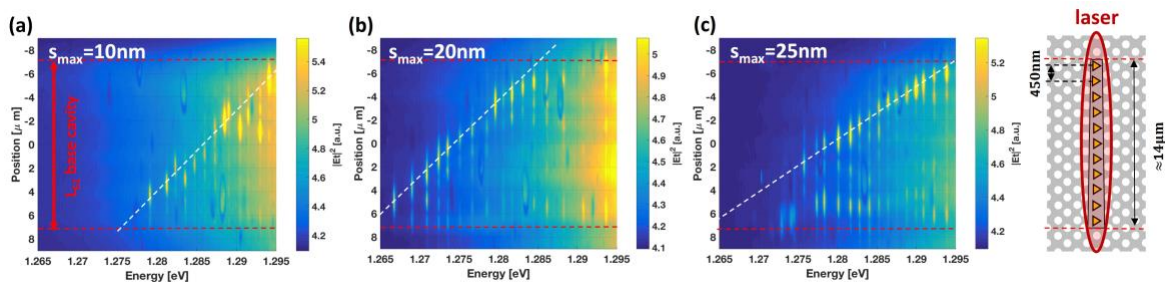 (a)
s_max=10nm
-8
-6
-4
-2
0
2
4
6
8
Position [μ m]
L_32 base cavity
1.265 1.27 1.275 1.28 1.285 1.29 1.295
Energy [eV]
5.4
5.2
5
4.8
4.6
4.4
4.2
|Et|² [a.u.]
(b)
s_max=20nm
-8
-6
-4
-2
0
2
4
6
8
Position [μ m]
1.265 1.27 1.275 1.28 1.285 1.29 1.295
Energy [eV]
5
4.9
4.8
4.7
4.6
4.5
4.4
4.3
4.2
4.1
|Et|² [a.u.]
(c)
s_max=25nm
-8
-6
-4
-2
0
2
4
6
8
Position [μ m]
1.265 1.27 1.275 1.28 1.285 1.29 1.295
Energy [eV]
5.2
5
4.8
4.6
4.4
4.2
|Et|² [a.u.]
laser
450nm
≈14μm